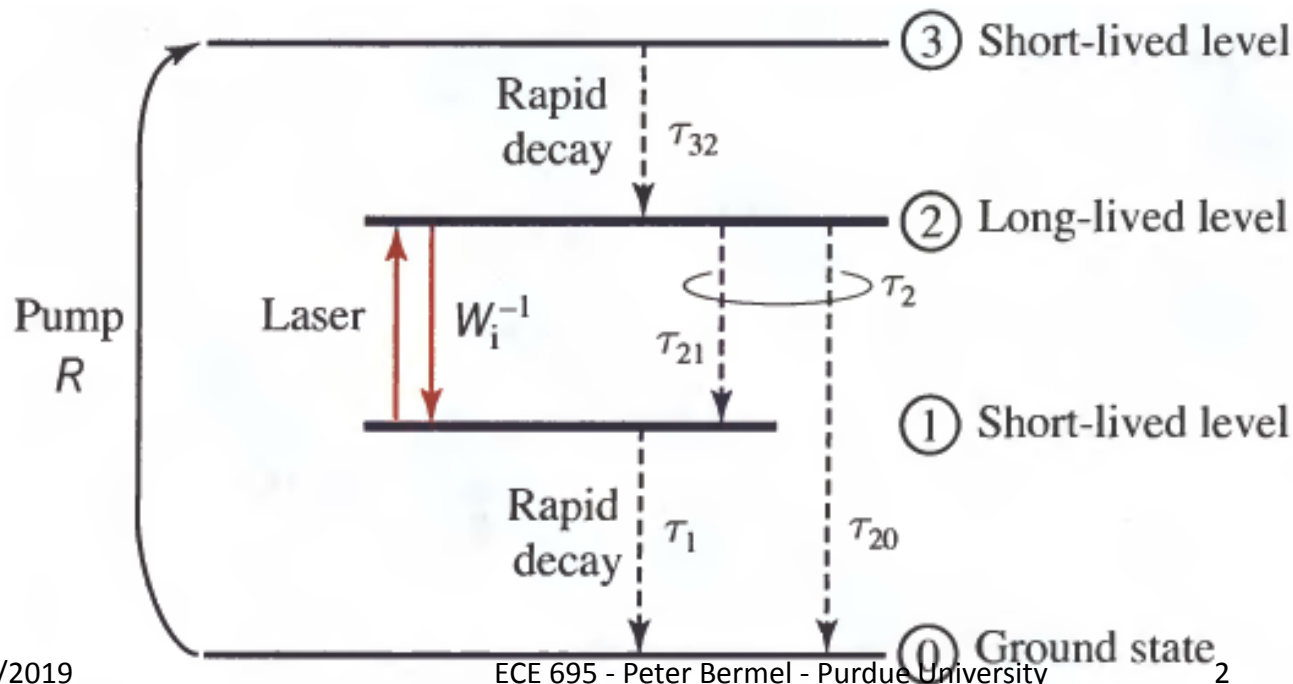 ③ Short-lived level
Rapid
decay
τ32
② Long-lived level
τ2
Pump
R
Laser
Wi⁻¹
τ21
① Short-lived level
Rapid
decay
τ1
τ20
⓪ Ground state
/2019
ECE 695 - Peter Bermel - Purdue University
2